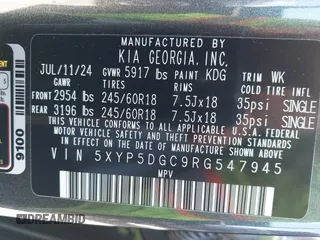 MANUFACTURED BY
KIA GEORGIA, INC.
JUL/11/24 GVWR 5917 lbs PAINT KDG TRIM WK
GAWR TIRES RIMS COLD TIRE INFL
FRONT 2954 lbs 245/60R18 7.5Jx18 35psi SINGLE
REAR 3196 lbs 245/60R18 7.5Jx18 35psi SINGLE
THIS VEHICLE CONFORMS TO ALL APPLICABLE FEDERAL
MOTOR VEHICLE SAFETY, BUMPER, AND THEFT PREVENTION
STANDARDS IN EFFECT ON THE DATE OF MANUFACTURE SHOWN ABOVE.
VIN 5XYP5DGC9RG547945
MPV
9100
DREAMBID